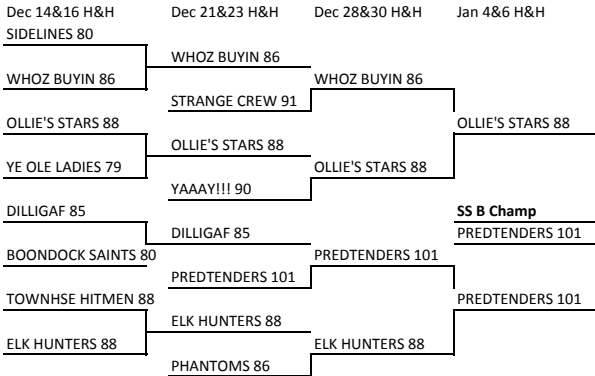 Dec 14&16 H&H Dec 21&23 H&H Dec 28&30 H&H Jan 4&6 H&H
SIDELINES 80
WHOZ BUYIN 86
WHOZ BUYIN 86 WHOZ BUYIN 86
STRANGE CREW 91
OLLIE'S STARS 88 OLLIE'S STARS 88
OLLIE'S STARS 88
YE OLE LADIES 79 OLLIE'S STARS 88
YAAAY!!! 90
DILLIGAF 85 SS B Champ
DILLIGAF 85 PREDTENDERS 101
BOONDOCK SAINTS 80 PREDTENDERS 101
PREDTENDERS 101
TOWNHSE HITMEN 88 PREDTENDERS 101
ELK HUNTERS 88
ELK HUNTERS 88 ELK HUNTERS 88
PHANTOMS 86